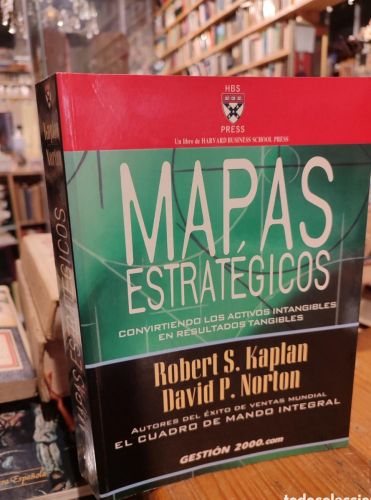 HBS
PRESS
Un libro de HARVARD BUSINESS SCHOOL PRESS
MAPAS
ESTRATÉGICOS
CONVIRTIENDO LOS ACTIVOS INTANGIBLES
EN RESULTADOS TANGIBLES
Robert S. Kaplan
David P. Norton
AUTORES DEL ÉXITO DE VENTAS MUNDIAL
EL CUADRO DE MANDO INTEGRAL
GESTIÓN 2000.com
Kaplan
Norton
MAPAS ESTRATÉGICOS
Española